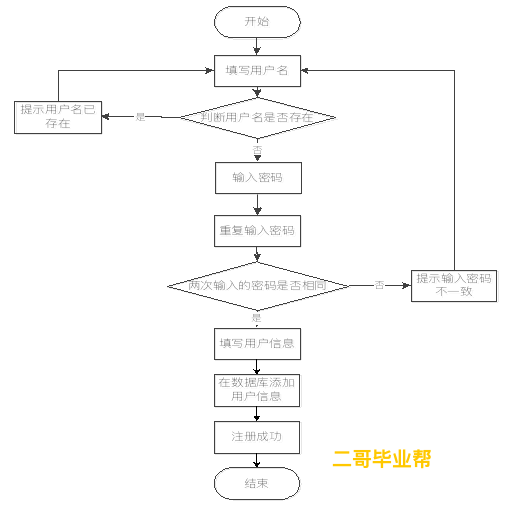 开始
填写用户名
提示用户名已
存在
是
判断用户名是否存在
否
输入密码
重复输入密码
两次输入的密码是否相同
否
提示输入密码
不一致
是
填写用户信息
在数据库添加
用户信息
注册成功
二哥毕业帮
结束